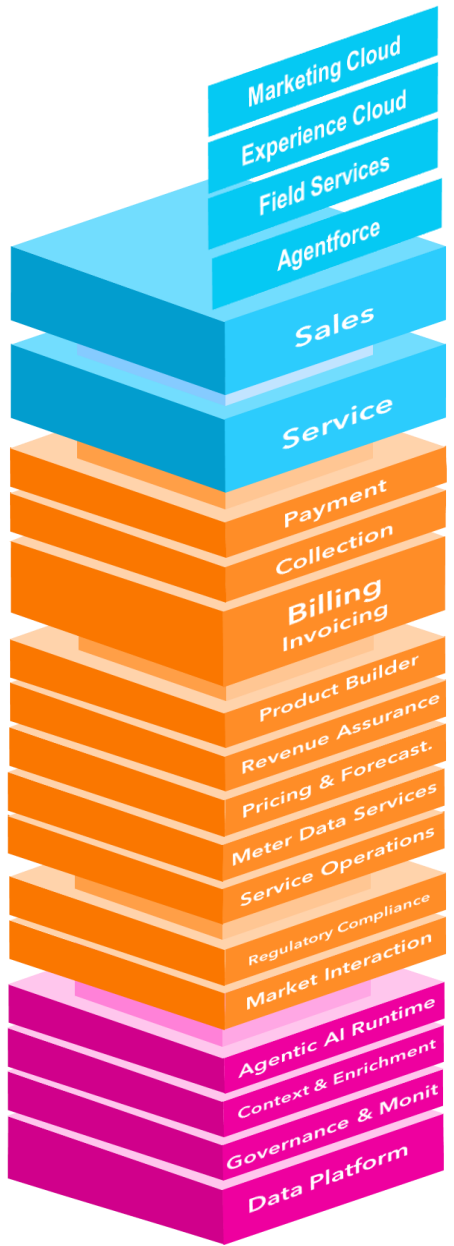 Marketing Cloud
Experience Cloud
Field Services
Agentforce
Sales
Service
Payment
Collection
Billing
Invoicing
Product Builder
Revenue Assurance
Pricing & Forecast.
Meter Data Services
Service Operations
Regulatory Compliance
Market Interaction
Agentic AI Runtime
Context & Enrichment
Governance & Monit
Data Platform